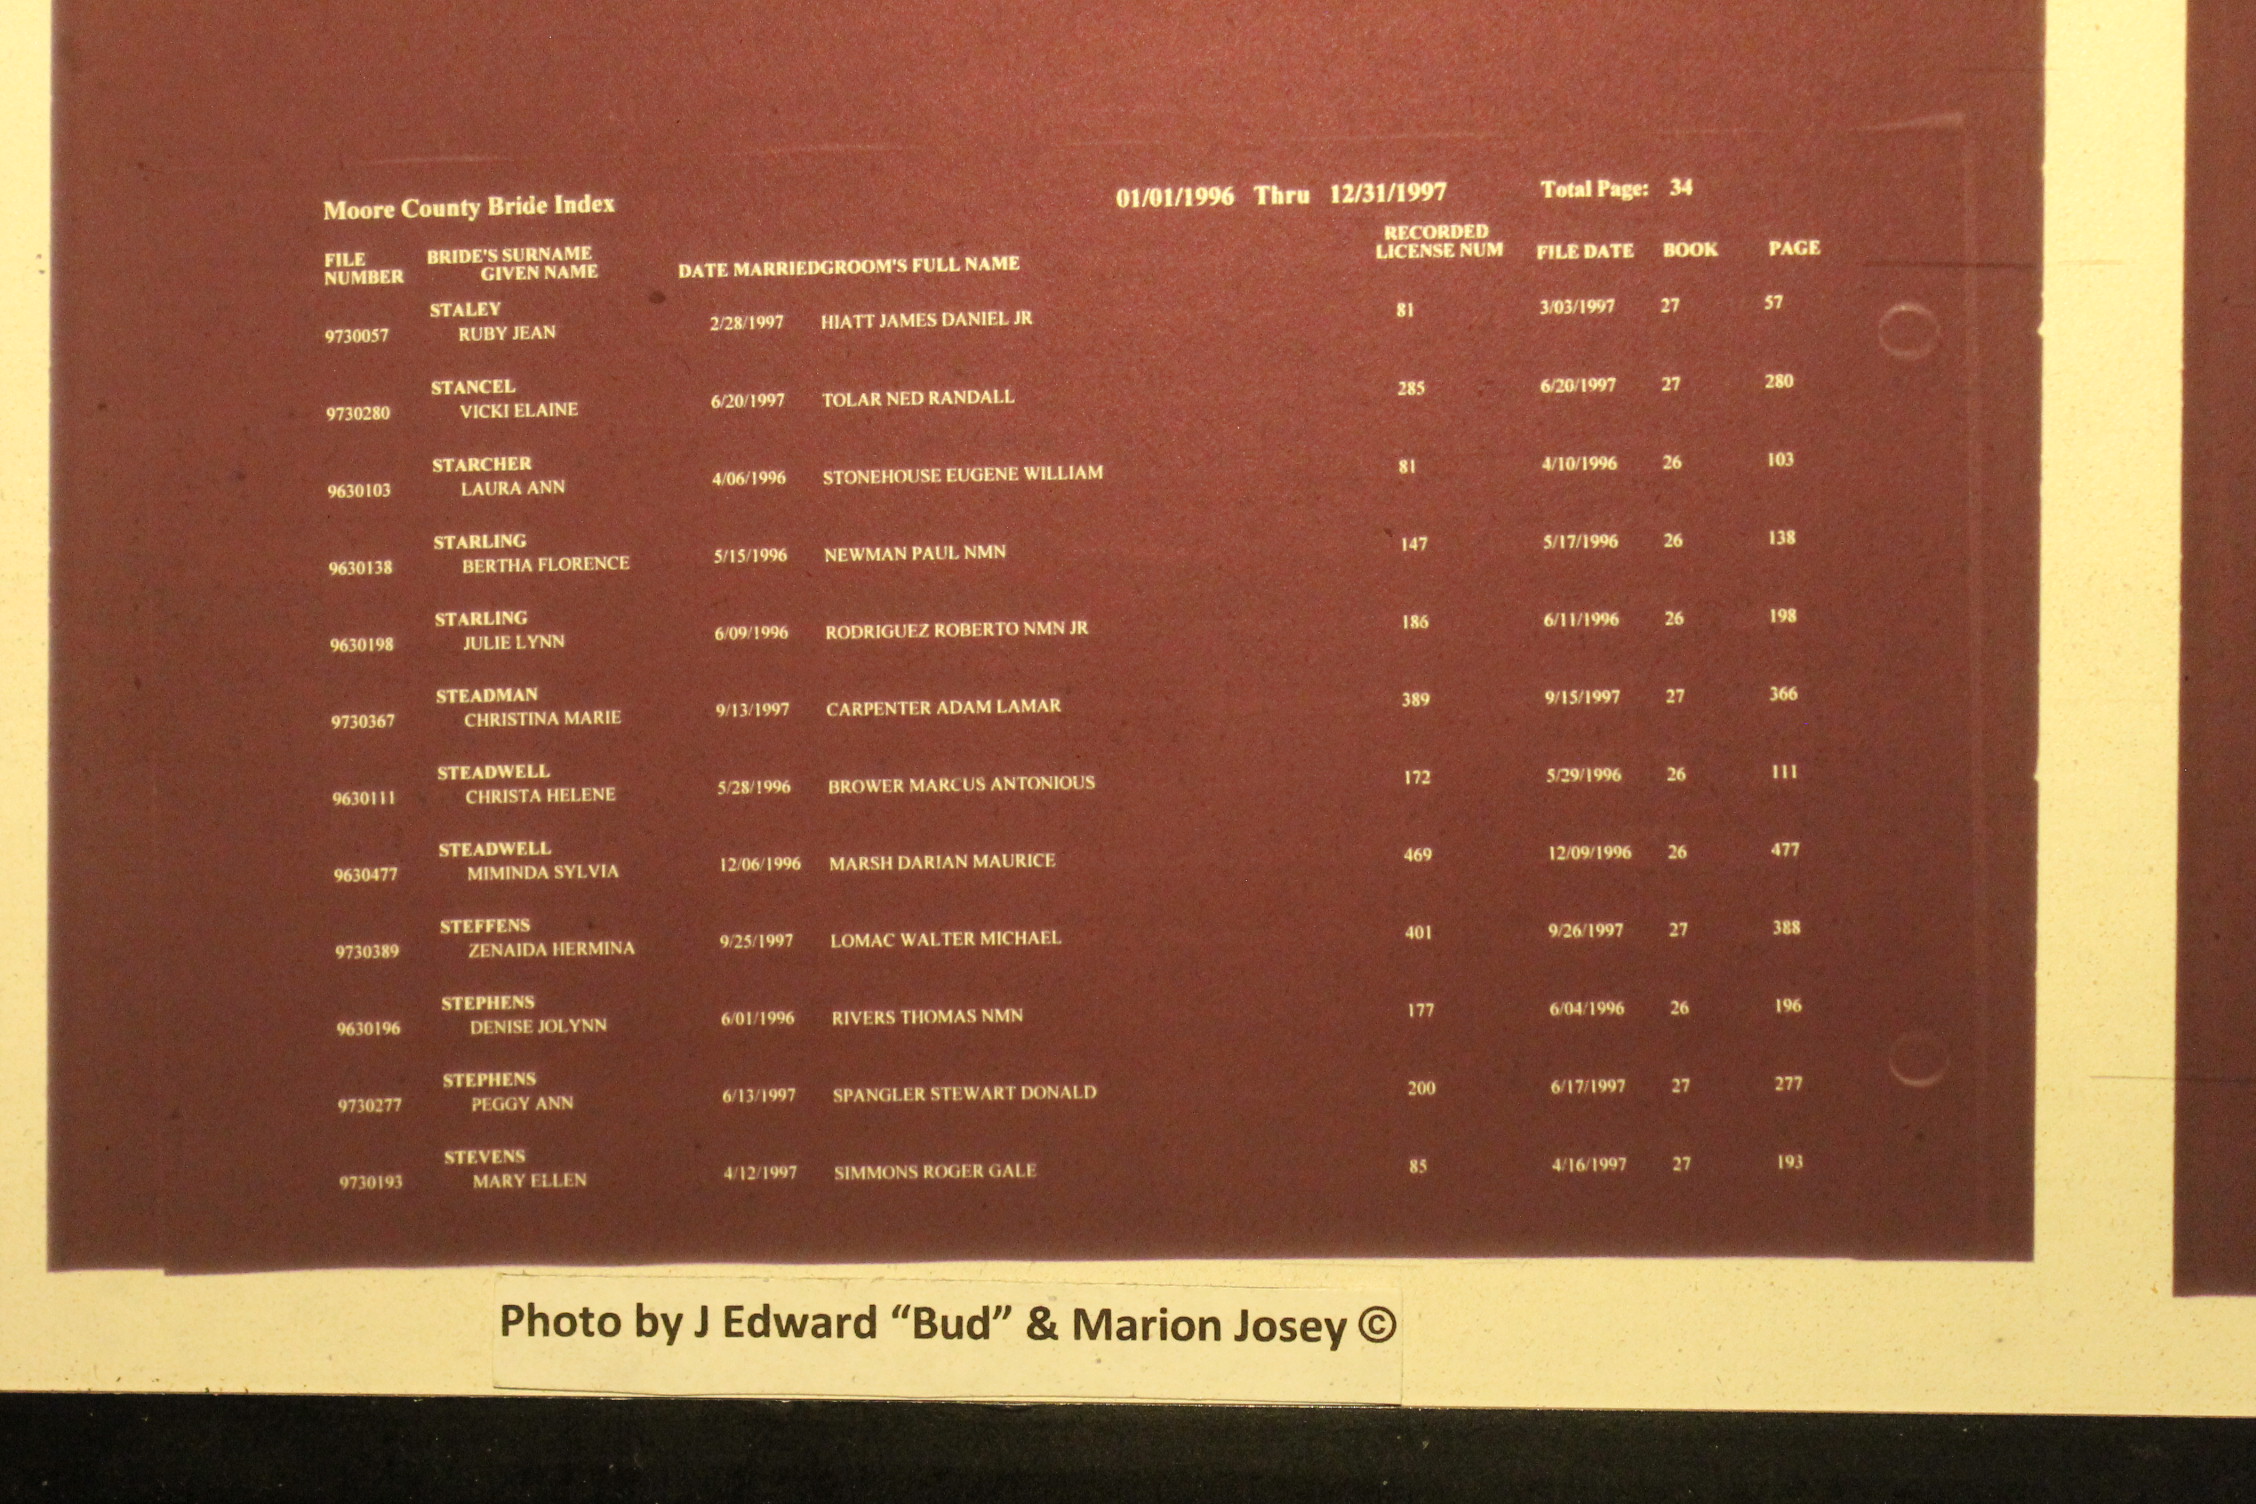 Moore County Bride Index 01/01/1996 Thru 12/31/1997 Total Page: 34
RECORDED
FILE BRIDE'S SURNAME LICENSE NUM FILE DATE BOOK PAGE
NUMBER GIVEN NAME DATE MARRIEDGROOM'S FULL NAME
STALEY
9730057 RUBY JEAN 2/28/1997 HIATT JAMES DANIEL JR 81 3/03/1997 27 57
STANCEL
9730280 VICKI ELAINE 6/20/1997 TOLAR NED RANDALL 285 6/20/1997 27 280
STARCHER
9630103 LAURA ANN 4/06/1996 STONEHOUSE EUGENE WILLIAM 81 4/10/1996 26 103
STARLING
9630138 BERTHA FLORENCE 5/15/1996 NEWMAN PAUL NMN 147 5/17/1996 26 138
STARLING
9630198 JULIE LYNN 6/09/1996 RODRIGUEZ ROBERTO NMN JR 186 6/11/1996 26 198
STEADMAN
9730367 CHRISTINA MARIE 9/13/1997 CARPENTER ADAM LAMAR 389 9/15/1997 27 366
STEADWELL
9630111 CHRISTA HELENE 5/28/1996 BROWER MARCUS ANTONIOUS 172 5/29/1996 26 111
STEADWELL
9630477 MIMINDA SYLVIA 12/06/1996 MARSH DARIAN MAURICE 469 12/09/1996 26 477
STEFFENS
9730389 ZENAIDA HERMINA 9/25/1997 LOMAC WALTER MICHAEL 401 9/26/1997 27 388
STEPHENS
9630196 DENISE JOLYNN 6/01/1996 RIVERS THOMAS NMN 177 6/04/1996 26 196
STEPHENS
9730277 PEGGY ANN 6/13/1997 SPANGLER STEWART DONALD 200 6/17/1997 27 277
STEVENS
9730193 MARY ELLEN 4/12/1997 SIMMONS ROGER GALE 85 4/16/1997 27 193
Photo by J Edward “Bud” & Marion Josey ©